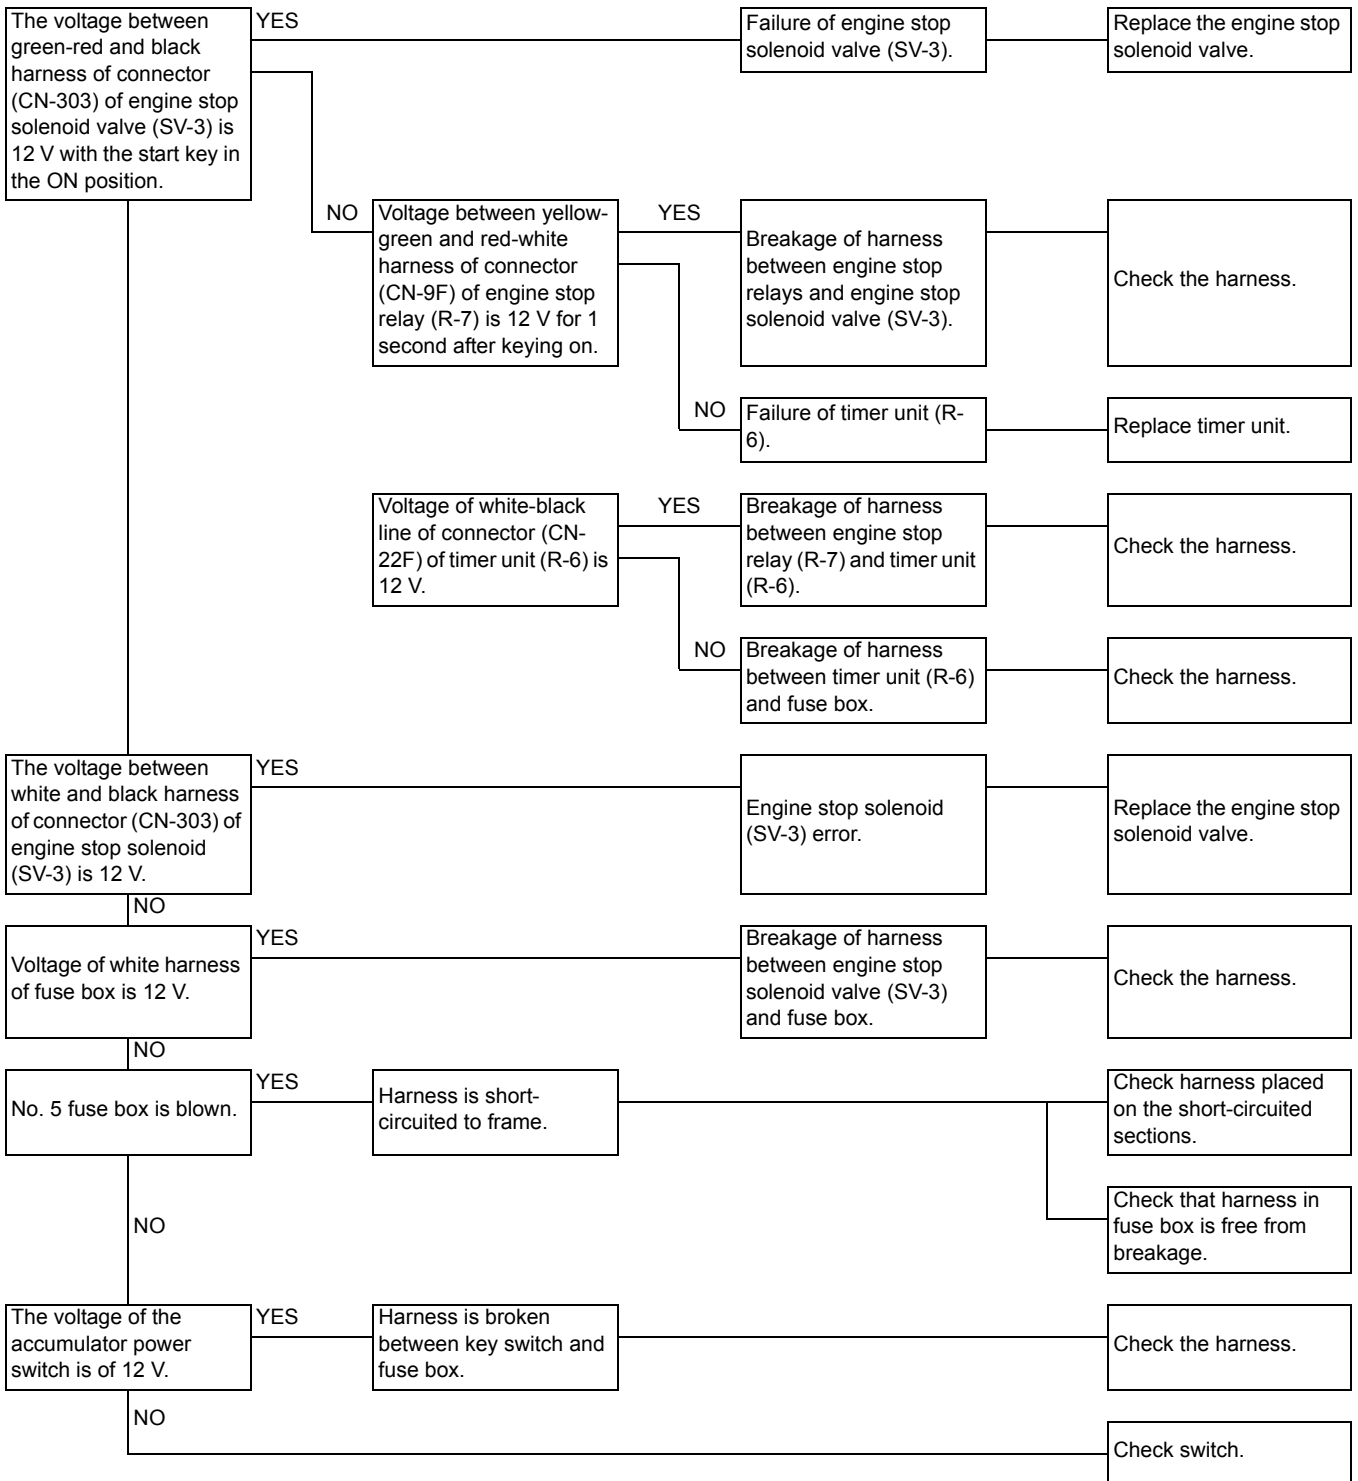 The voltage between
green-red and black
harness of connector
(CN-303) of engine stop
solenoid valve (SV-3) is
12 V with the start key in
the ON position.
YES
Failure of engine stop
solenoid valve (SV-3).
Replace the engine stop
solenoid valve.
NO
Voltage between yellow-
green and red-white
harness of connector
(CN-9F) of engine stop
relay (R-7) is 12 V for 1
second after keying on.
YES
Breakage of harness
between engine stop
relays and engine stop
solenoid valve (SV-3).
Check the harness.
NO
Failure of timer unit (R-
6).
Replace timer unit.
Voltage of white-black
line of connector (CN-
22F) of timer unit (R-6) is
12 V.
YES
Breakage of harness
between engine stop
relay (R-7) and timer unit
(R-6).
Check the harness.
NO
Breakage of harness
between timer unit (R-6)
and fuse box.
Check the harness.
The voltage between
white and black harness
of connector (CN-303) of
engine stop solenoid
(SV-3) is 12 V.
YES
Engine stop solenoid
(SV-3) error.
Replace the engine stop
solenoid valve.
NO
Voltage of white harness
of fuse box is 12 V.
YES
Breakage of harness
between engine stop
solenoid valve (SV-3)
and fuse box.
Check the harness.
NO
No. 5 fuse box is blown.
YES
Harness is short-
circuited to frame.
Check harness placed
on the short-circuited
sections.
Check that harness in
fuse box is free from
breakage.
NO
The voltage of the
accumulator power
switch is of 12 V.
YES
Harness is broken
between key switch and
fuse box.
Check the harness.
NO
Check switch.